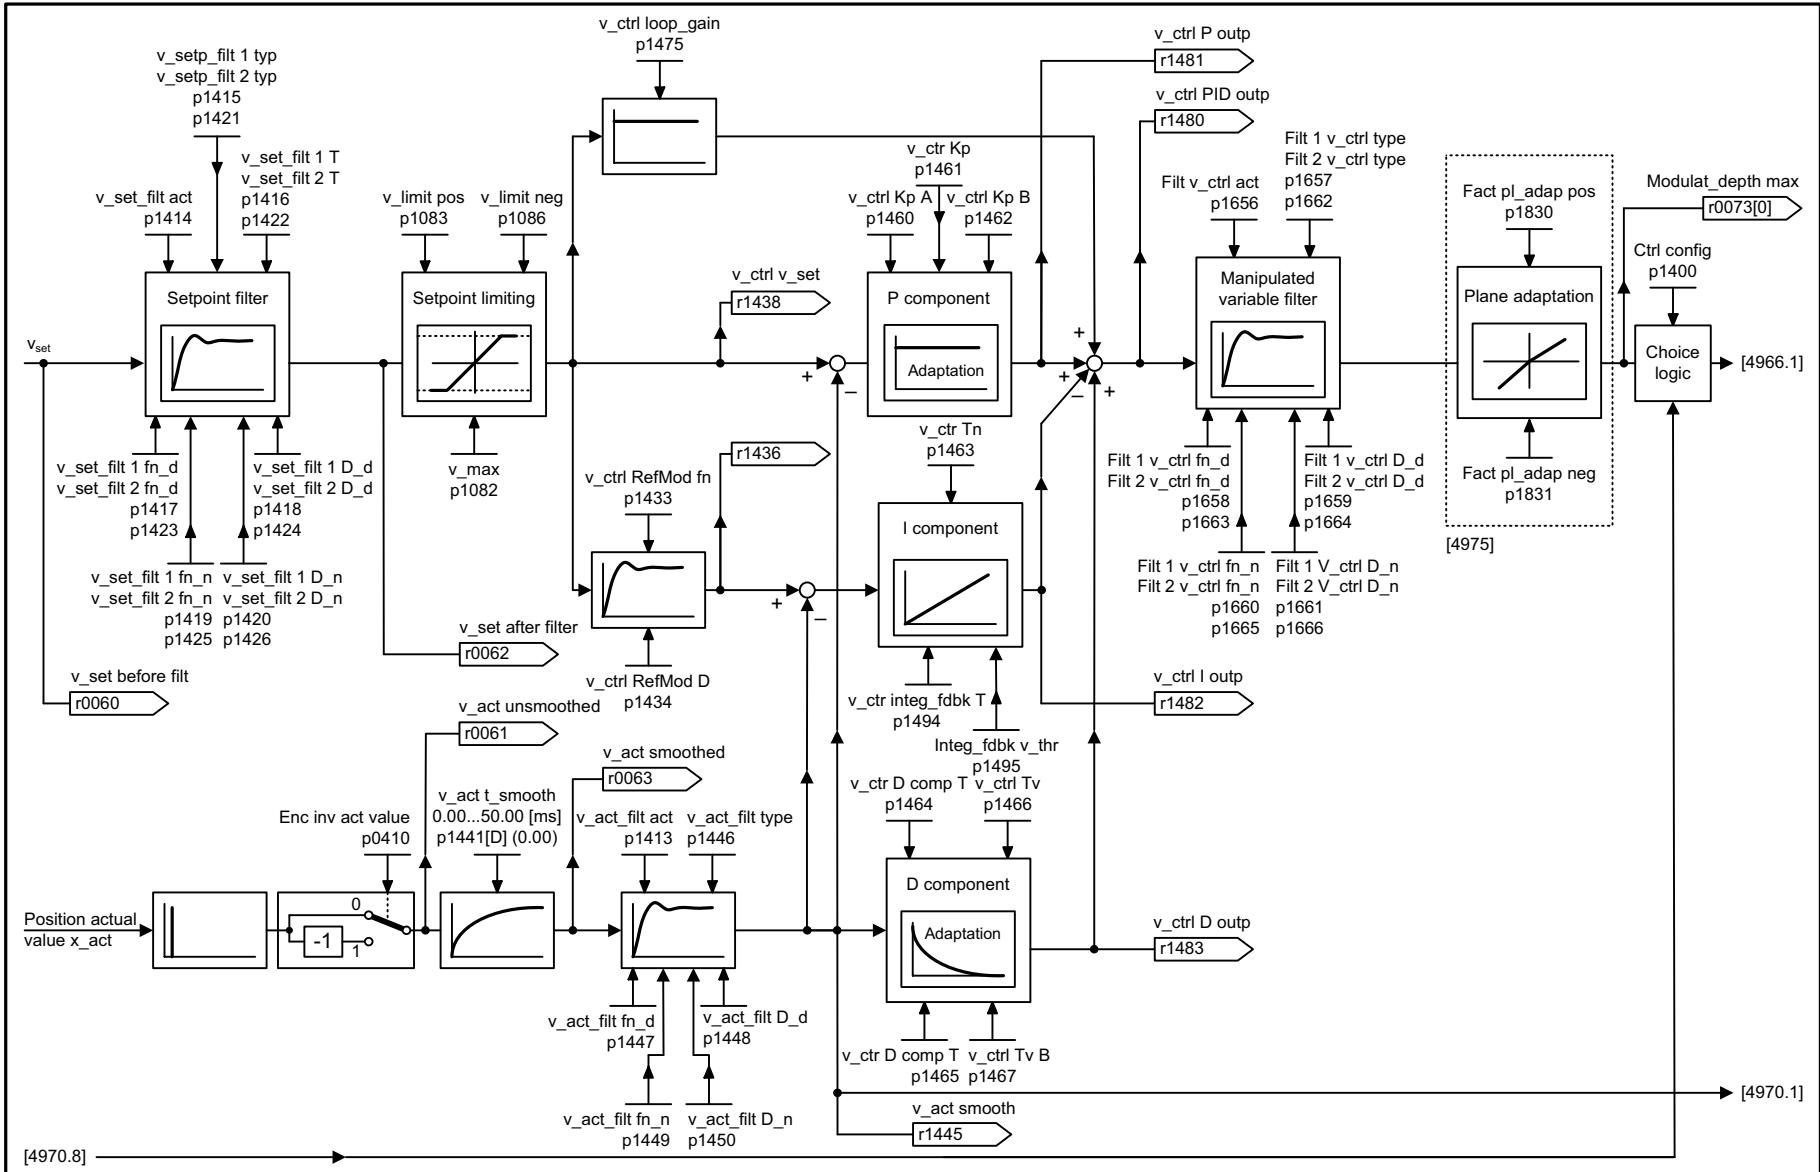 v_ctrl loop_gain
p1475
v_setp_filt 1 typ
v_setp_filt 2 typ
p1415
p1421
v_set_filt 1 T
v_set_filt 2 T
p1416
p1422
v_set_filt act
p1414
v_limit pos
p1083
v_limit neg
p1086
v_ctr Kp
p1461
v_ctrl Kp A
p1460
v_ctrl Kp B
p1462
v_ctrl P outp
r1481
v_ctrl PID outp
r1480
Filt 1 v_ctrl type
Filt 2 v_ctrl type
p1657
p1662
Filt v_ctrl act
p1656
Fact pl_adap pos
p1830
Modulat_depth max
r0073[0]
Ctrl config
p1400
Setpoint filter
Setpoint limiting
v_ctrl v_set
r1438
P component
Adaptation
Manipulated
variable filter
Plane adaptation
Choice
logic
[4966.1]
vset
+
–
+
+
–
+
v_set_filt 1 fn_d
v_set_filt 2 fn_d
p1417
p1423
v_set_filt 1 D_d
v_set_filt 2 D_d
p1418
p1424
v_set_filt 1 fn_n
v_set_filt 2 fn_n
p1419
p1425
v_set_filt 1 D_n
v_set_filt 2 D_n
p1420
p1426
v_max
p1082
v_ctrl RefMod fn
p1433
r1436
v_ctr Tn
p1463
I component
Filt 1 v_ctrl fn_d
Filt 2 v_ctrl fn_d
p1658
p1663
Filt 1 v_ctrl D_d
Filt 2 v_ctrl D_d
p1659
p1664
Filt 1 v_ctrl fn_n
Filt 2 v_ctrl fn_n
p1660
p1665
Filt 1 V_ctrl D_n
Filt 2 V_ctrl D_n
p1661
p1666
Fact pl_adap neg
p1831
[4975]
+
–
v_set after filter
r0062
v_set before filt
r0060
v_ctrl RefMod D
p1434
v_ctr integ_fdbk T
p1494
Integ_fdbk v_thr
p1495
v_ctrl I outp
r1482
v_act unsmoothed
r0061
v_act smoothed
r0063
v_act t_smooth
0.00...50.00 [ms]
p1441[D] (0.00)
Enc inv act value
p0410
v_act_filt act
p1413
v_act_filt type
p1446
v_ctr D comp T
p1464
v_ctrl Tv
p1466
D component
Adaptation
v_ctrl D outp
r1483
Position actual
value x_act
0
-1
1
v_act_filt fn_d
p1447
v_act_filt D_d
p1448
v_act_filt fn_n
p1449
v_act_filt D_n
p1450
v_ctr D comp T
p1465
v_ctrl Tv B
p1467
[4970.1]
v_act smooth
r1445
[4970.8]